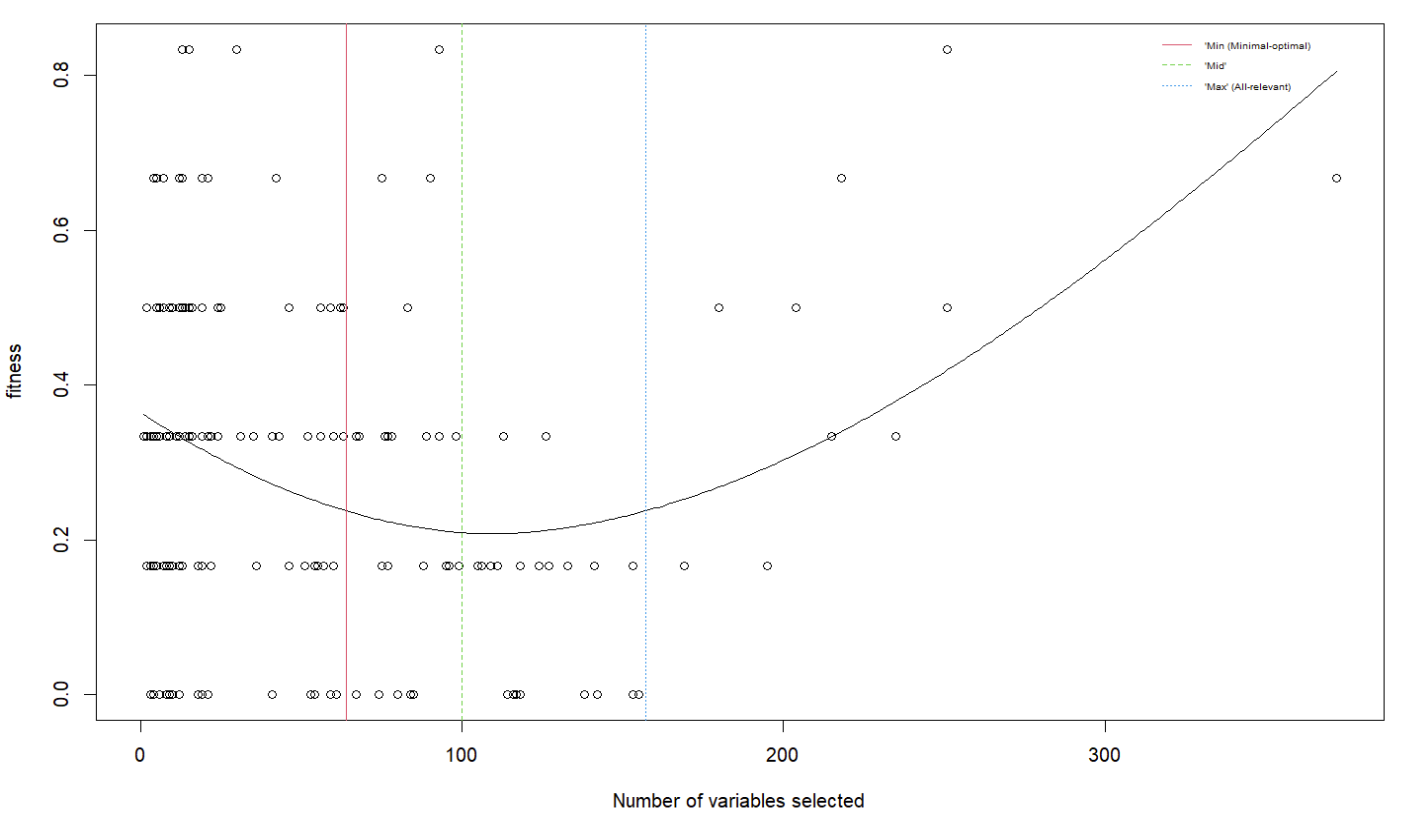 0.8
0.6
0.4
0.2
0.0
fitness
'Min (Minimal-optimal)
'Mid'
'Max' (All-relevant)
0
100
200
300
Number of variables selected